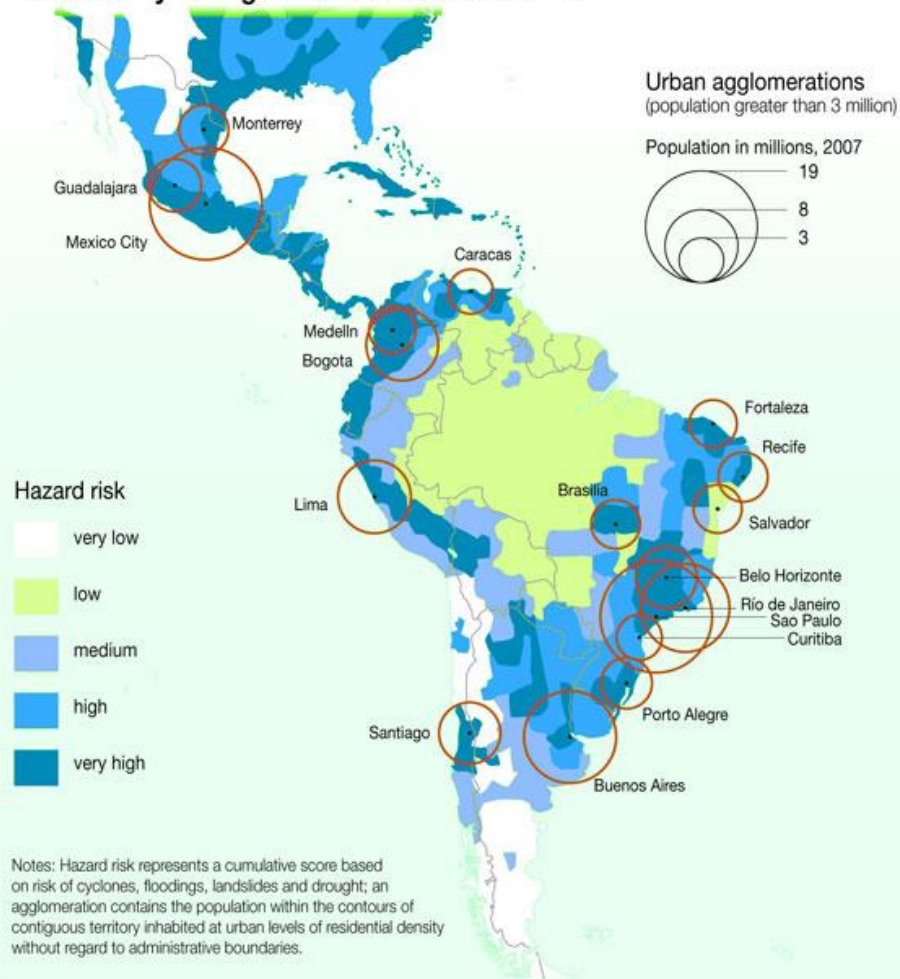 Urban agglomerations
(population greater than 3 million)
Population in millions, 2007
19
8
3
Monterrey
Guadalajara
Mexico City
Caracas
Medelln
Bogota
Fortaleza
Recife
Lima
Brasilia
Salvador
Belo Horizonte
Río de Janeiro
Sao Paulo
Curitiba
Porto Alegre
Santiago
Buenos Aires
Hazard risk
very low
low
medium
high
very high
Notes: Hazard risk represents a cumulative score based
on risk of cyclones, floodings, landslides and drought; an
agglomeration contains the population within the contours of
contiguous territory inhabited at urban levels of residential density
without regard to administrative boundaries.